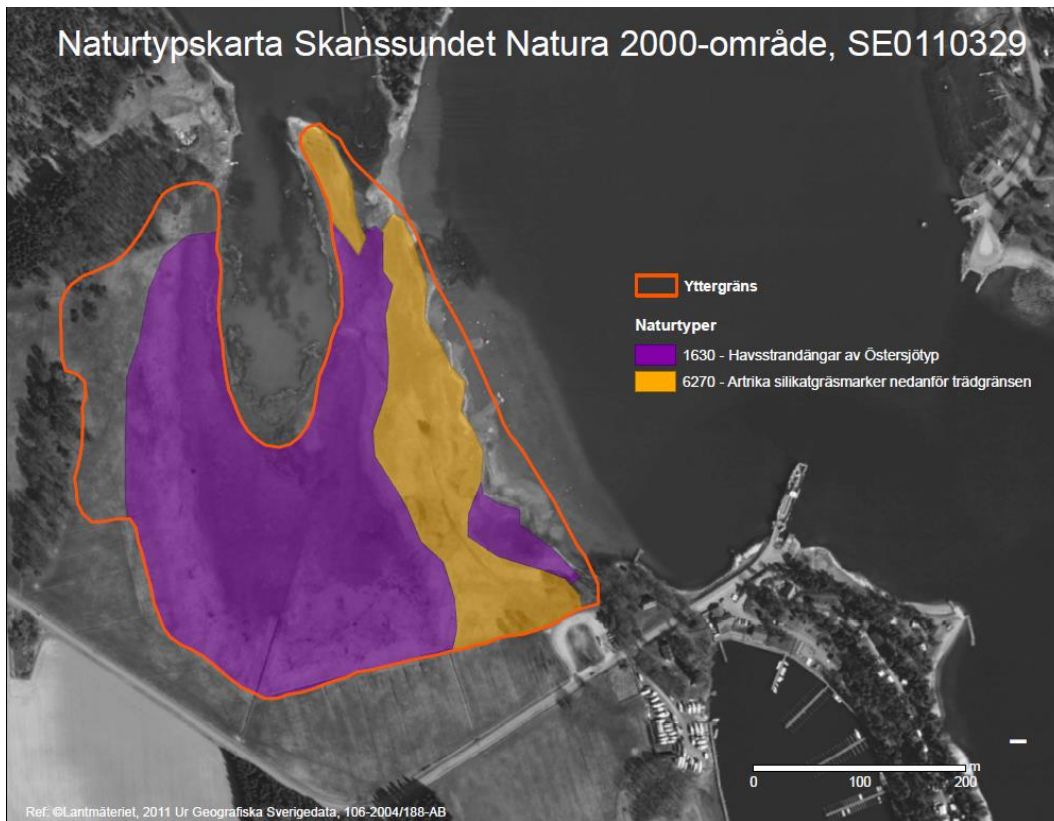 Naturtypskarta Skanssundet Natura 2000-område, SE0110329
Yttergräns
Naturtyper
1630 - Havsstrandängar av Östersjötyp
6270 - Artrika silikatgräsmarker nedanför trädgränsen
m
0 100 200
Ref: ©Lantmäteriet, 2011 Ur Geografiska Sverigedata, 106-2004/188-AB